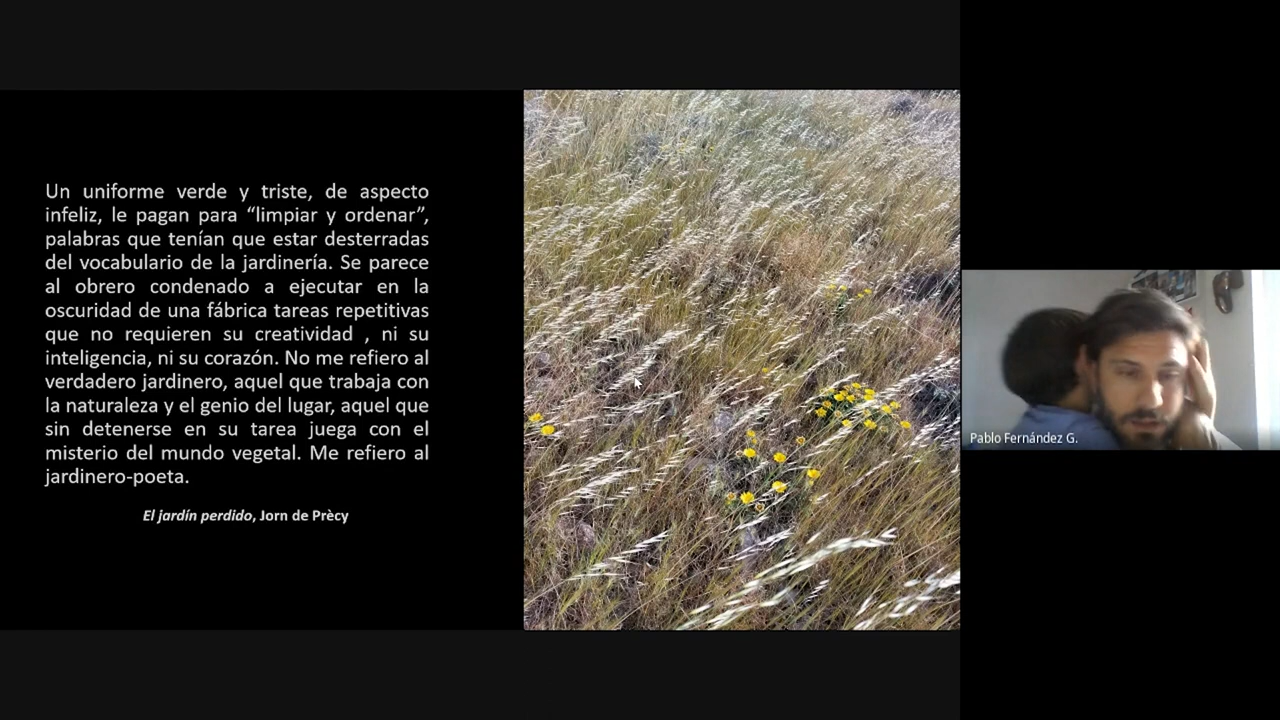 Un uniforme verde y triste, de aspecto
infeliz, le pagan para “limpiar y ordenar”,
palabras que tenían que estar desterradas
del vocabulario de la jardinería. Se parece
al obrero condenado a ejecutar en la
oscuridad de una fábrica tareas repetitivas
que no requieren su creatividad , ni su
inteligencia, ni su corazón. No me refiero al
verdadero jardinero, aquel que trabaja con
la naturaleza y el genio del lugar, aquel que
sin detenerse en su tarea juega con el
misterio del mundo vegetal. Me refiero al
jardinero-poeta.
El jardín perdido, Jorn de Prècy
Pablo Fernández G.